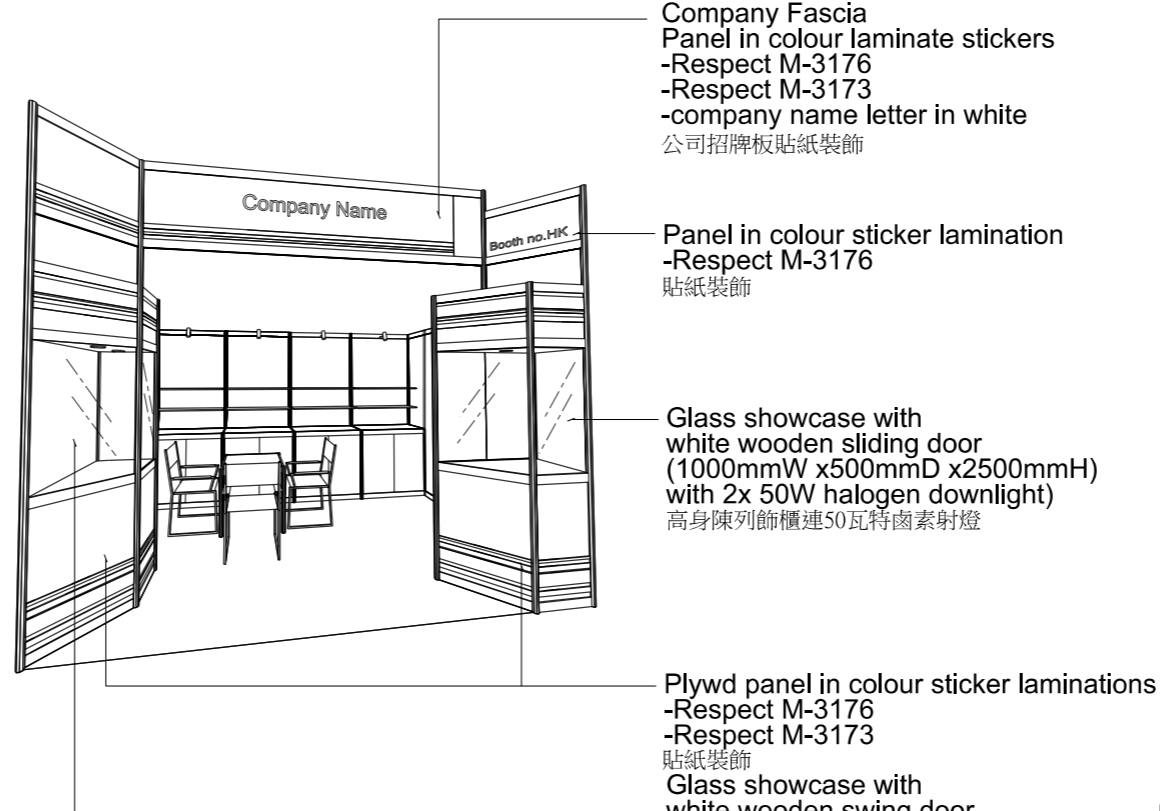 Company Fascia
Panel in colour laminate stickers
-Respect M-3176
-Respect M-3173
-company name letter in white
公司招牌板貼紙裝飾
Company Name
Booth no.HK
Panel in colour sticker lamination
-Respect M-3176
貼紙裝飾
Glass showcase with
white wooden sliding door
(1000mmW x500mmD x2500mmH)
with 2x 50W halogen downlight)
高身陳列飾櫃連50瓦特鹵素射燈
Plywd panel in colour sticker laminations
-Respect M-3176
-Respect M-3173
貼紙裝飾
Glass showcase with
white wooden swing door